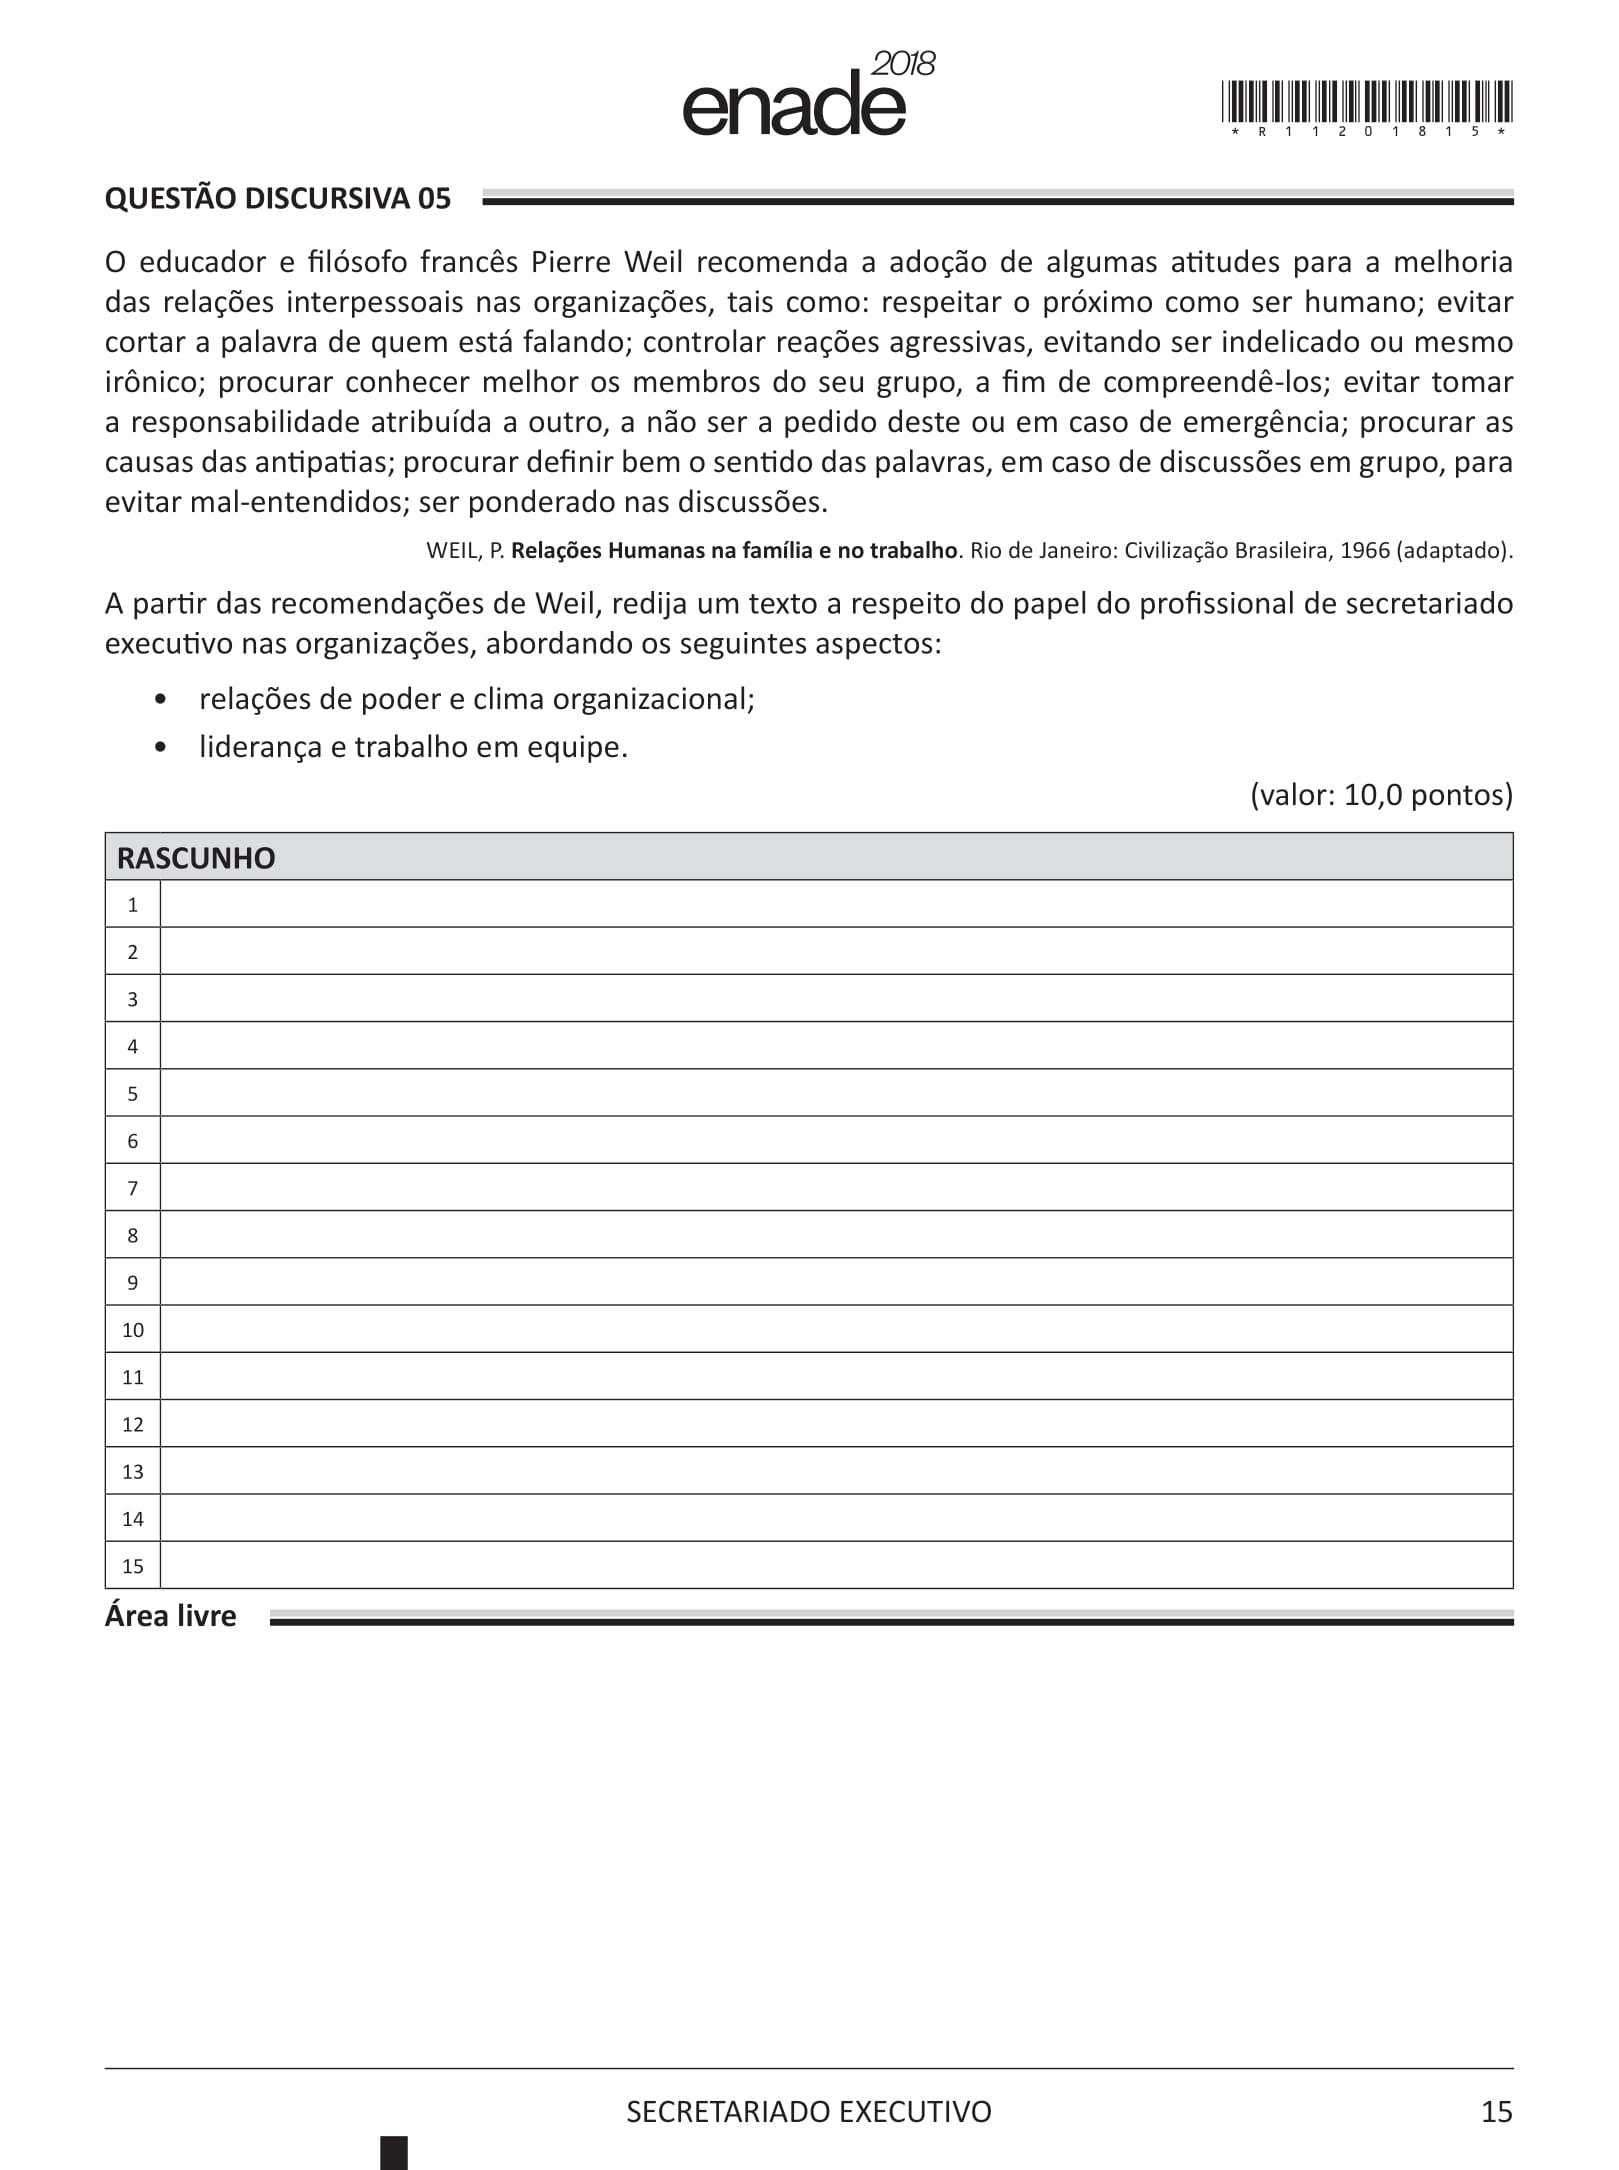 enade 2018
* R 1 1 2 0 1 8 1 5 *
QUESTÃO DISCURSIVA 05
O educador e filósofo francês Pierre Weil recomenda a adoção de algumas atitudes para a melhoria
das relações interpessoais nas organizações, tais como: respeitar o próximo como ser humano; evitar
cortar a palavra de quem está falando; controlar reações agressivas, evitando ser indelicado ou mesmo
irônico; procurar conhecer melhor os membros do seu grupo, a fim de compreendê-los; evitar tomar
a responsabilidade atribuída a outro, a não ser a pedido deste ou em caso de emergência; procurar as
causas das antipatias; procurar definir bem o sentido das palavras, em caso de discussões em grupo, para
evitar mal-entendidos; ser ponderado nas discussões.
WEIL, P. Relações Humanas na família e no trabalho. Rio de Janeiro: Civilização Brasileira, 1966 (adaptado).
A partir das recomendações de Weil, redija um texto a respeito do papel do profissional de secretariado
executivo nas organizações, abordando os seguintes aspectos:
• relações de poder e clima organizacional;
• liderança e trabalho em equipe.
(valor: 10,0 pontos)
RASCUNHO
1
2
3
4
5
6
7
8
9
10
11
12
13
14
15
Área livre
SECRETARIADO EXECUTIVO 15